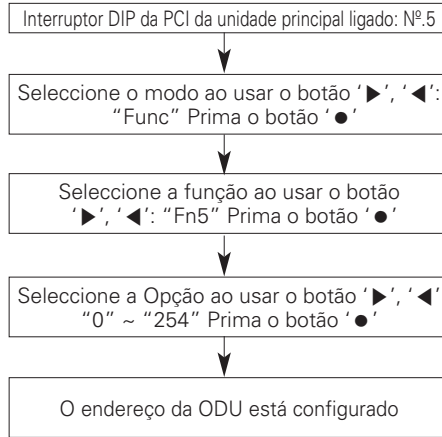 Interruptor DIP da PCI da unidade principal ligado: Nº.5
Seleccione o modo ao usar o botão ‘▶’, ‘◀’:
“Func” Prima o botão ‘●’
Seleccione a função ao usar o botão
‘▶’, ‘◀’: “Fn5” Prima o botão ‘●’
Seleccione a Opção ao usar o botão ‘▶’, ‘◀’
“0” ~ “254” Prima o botão ‘●’
O endereço da ODU está configurado